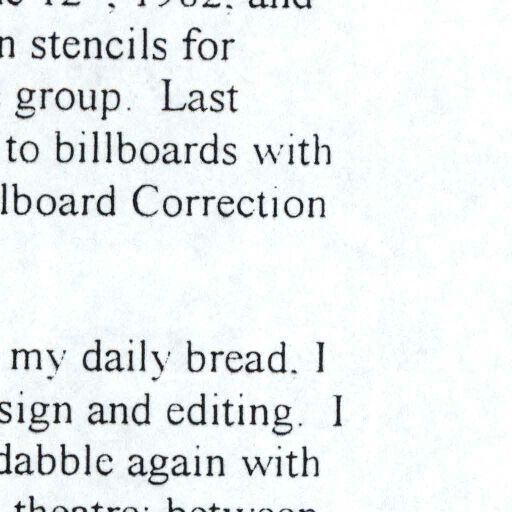 12, 1982, and
n stencils for
group.  Last
to billboards with
lboard Correction
my daily bread. I
sign and editing.  I
dabble again with
theatre; between